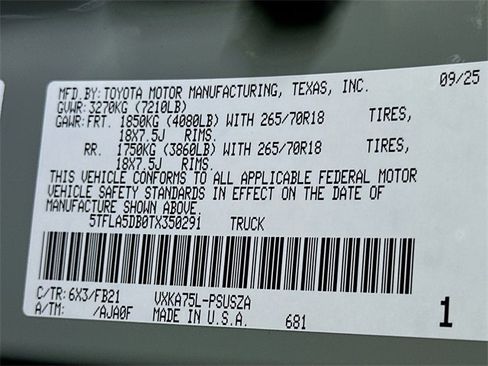 MFD.BY:TOYOTA MOTOR MANUFACTURING, TEXAS, INC. 09/25
GVWR:3270KG (7210LB)
GAWR:FRT. 1850KG (4080LB) WITH 265/70R18 TIRES,
18X7.5J RIMS.
RR. 1750KG (3860LB) WITH 265/70R18 TIRES,
18X7.5J RIMS.
THIS VEHICLE CONFORMS TO ALL APPLICABLE FEDERAL MOTOR
VEHICLE SAFETY STANDARDS IN EFFECT ON THE DATE OF
MANUFACTURE SHOWN ABOVE.
5TFLA5DB0TX350291 TRUCK
C/TR:6X3/FB21 VXKA75L-PSUSZA
A/TM: /AJA0F MADE IN U.S.A. 681 1